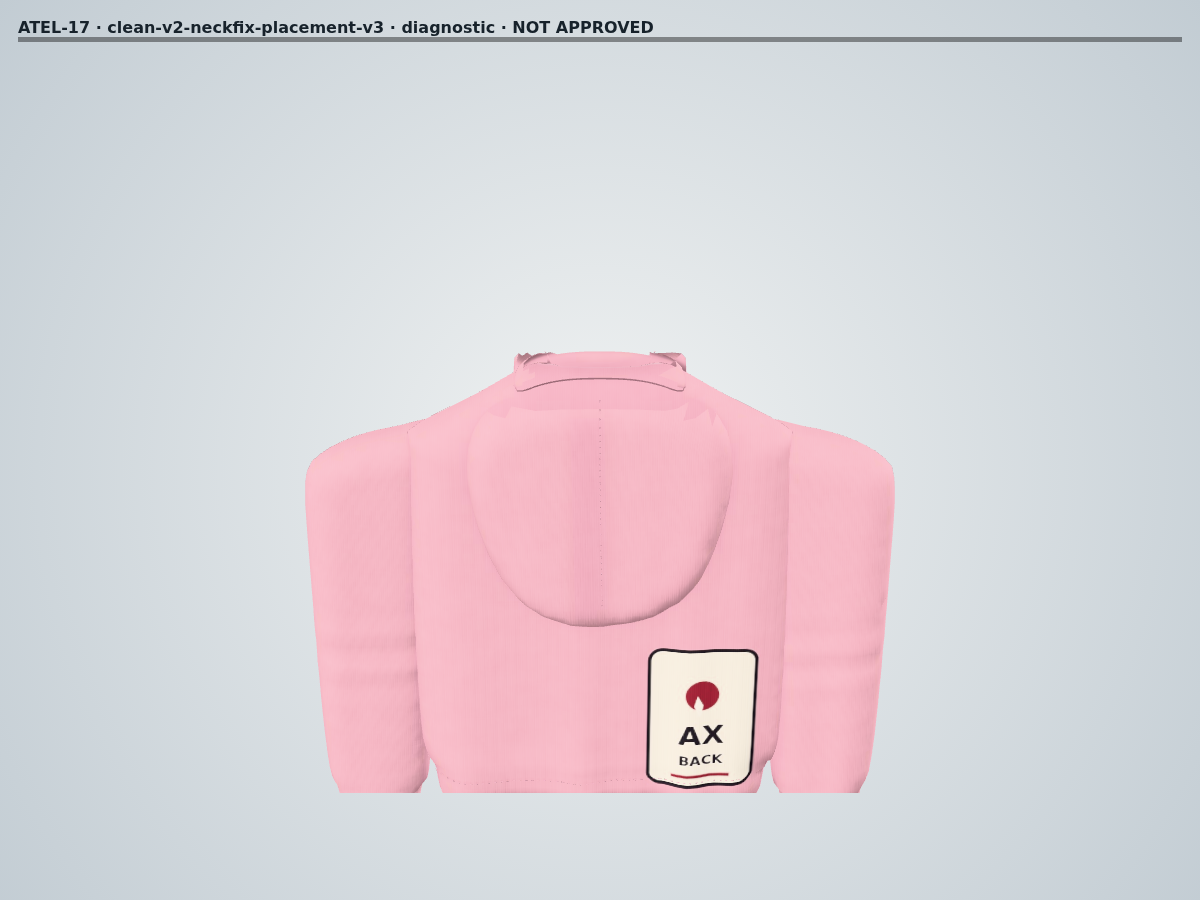 ATEL-17 · clean-v2-neckfix-placement-v3 · diagnostic · NOT APPROVED
AX
BACK